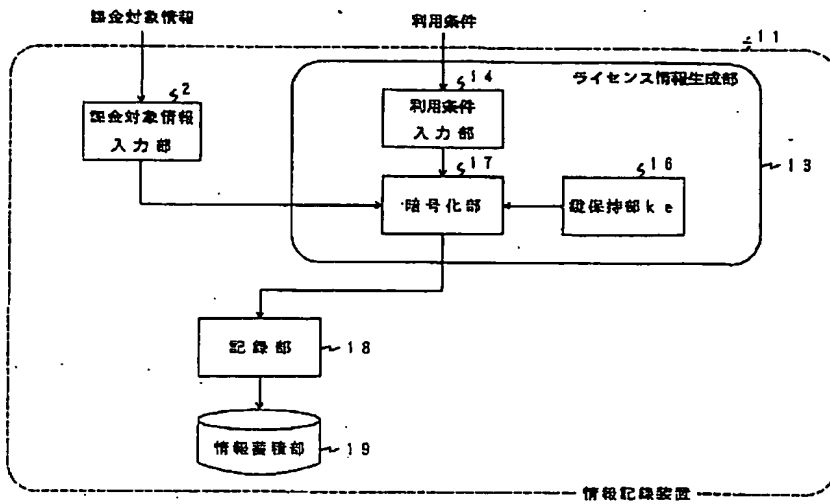 課金対象情報
利用条件
11
ライセンス情報生成部
2
課金対象情報
入力部
14
利用条件
入力部
13
17
暗号化部
16
鍵保持部ke
記録部
18
情報蓄積部
19
情報記録装置